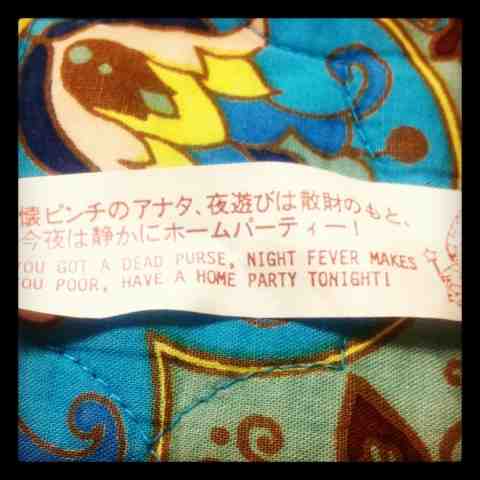 懐ピンチのアナタ、夜遊びは散財のもと、
今夜は静かにホームパーティー!
YOU GOT A DEAD PURSE, NIGHT FEVER MAKES
YOU POOR, HAVE A HOME PARTY TONIGHT!